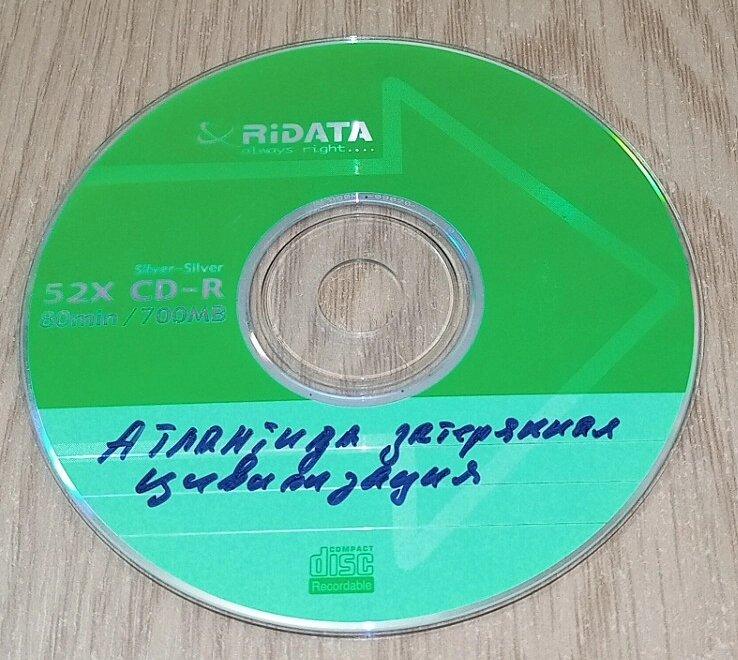 RiDATA
always right....
Silver-Silver
52X CD-R
80min/700MB
Атлантида затерянная
цивилизация
COMPACT
disc
Recordable